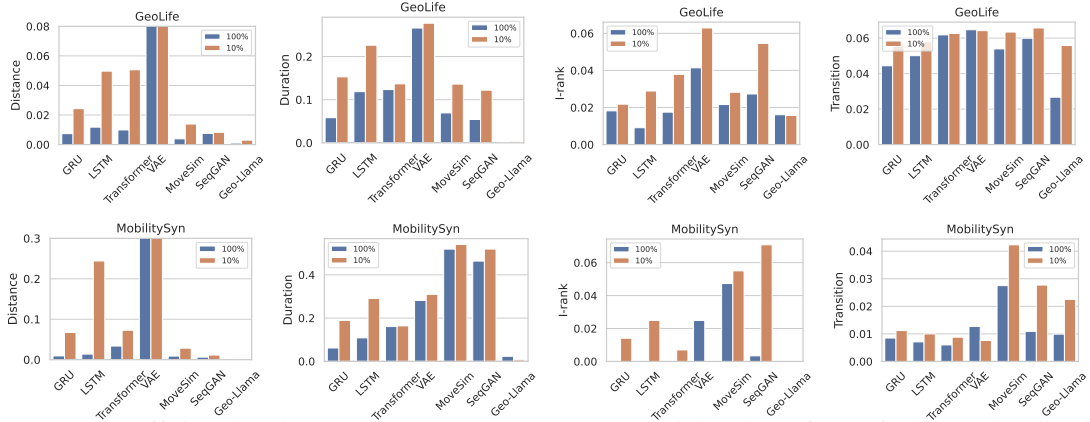 GeoLife
Distance
0.08
0.06
0.04
0.02
0.00
100%
10%
GRU
LSTM
Transformer
VAE
MoveSim
SeqGAN
Geo-Llama
GeoLife
Duration
0.2
0.1
0.0
100%
10%
GRU
LSTM
Transformer
VAE
MoveSim
SeqGAN
Geo-Llama
GeoLife
I-rank
0.06
0.04
0.02
0.00
100%
10%
GRU
LSTM
Transformer
VAE
MoveSim
SeqGAN
Geo-Llama
GeoLife
Transition
0.06
0.04
0.02
0.00
100%
10%
GRU
LSTM
Transformer
VAE
MoveSim
SeqGAN
Geo-Llama
MobilitySyn
Distance
0.3
0.2
0.1
0.0
100%
10%
GRU
LSTM
Transformer
VAE
MoveSim
SeqGAN
Geo-Llama
MobilitySyn
Duration
0.4
0.2
0.0
100%
10%
GRU
LSTM
Transformer
VAE
MoveSim
SeqGAN
Geo-Llama
MobilitySyn
I-rank
0.06
0.04
0.02
0.00
100%
10%
GRU
LSTM
Transformer
VAE
MoveSim
SeqGAN
Geo-Llama
MobilitySyn
Transition
0.04
0.03
0.02
0.01
0.00
100%
10%
GRU
LSTM
Transformer
VAE
MoveSim
SeqGAN
Geo-Llama